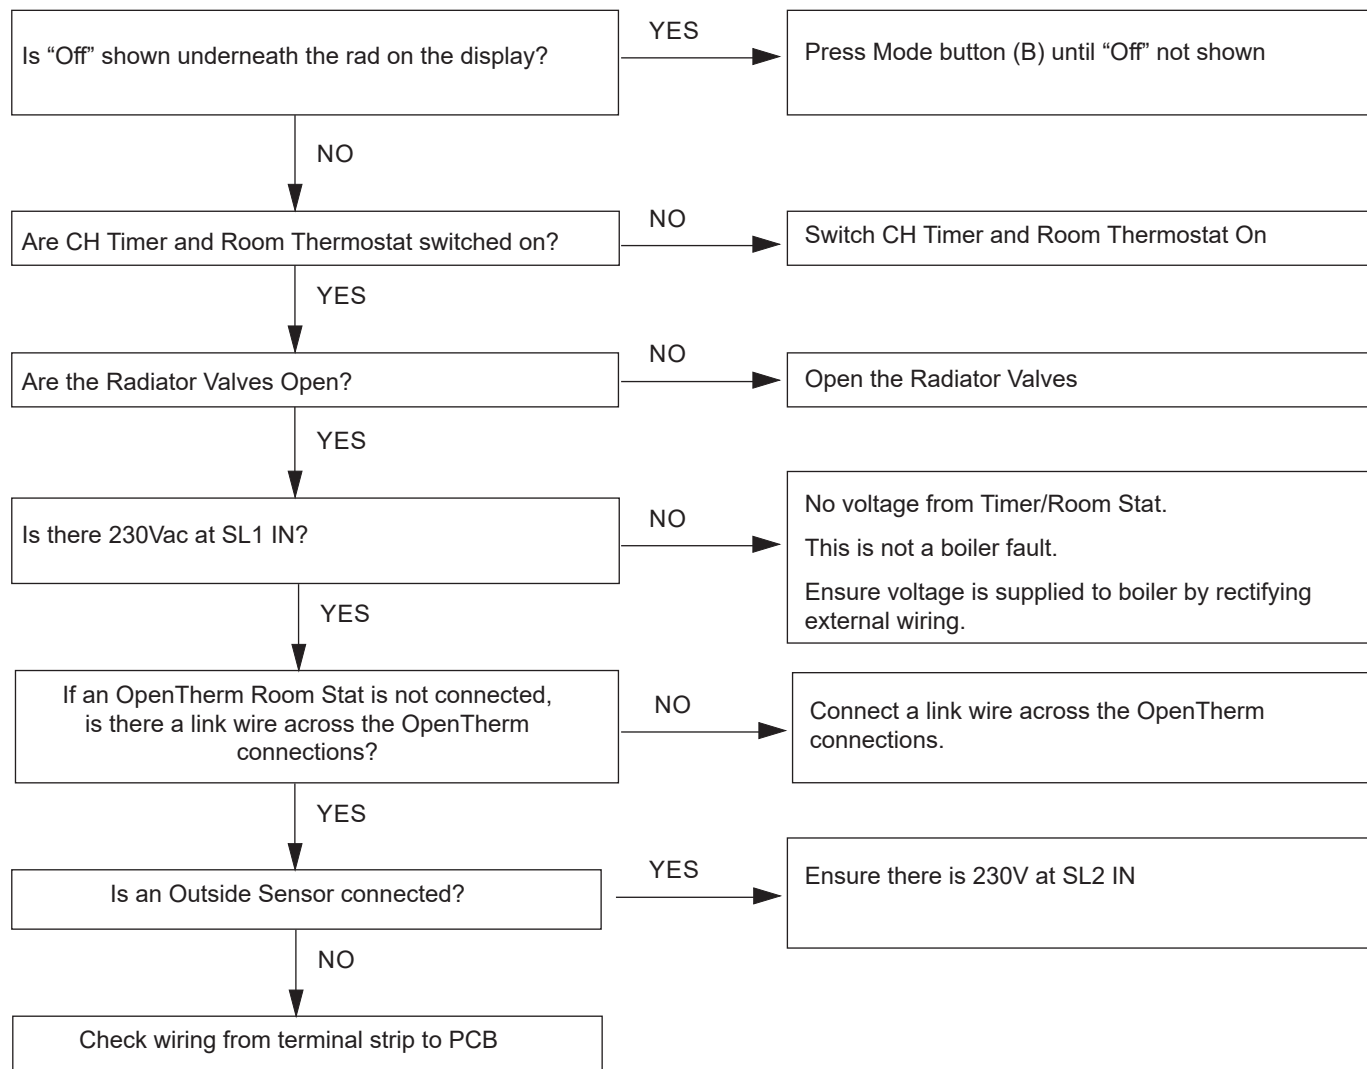 Is “Off” shown underneath the rad on the display?
YES
Press Mode button (B) until “Off” not shown
NO
Are CH Timer and Room Thermostat switched on?
NO
Switch CH Timer and Room Thermostat On
YES
Are the Radiator Valves Open?
NO
Open the Radiator Valves
YES
Is there 230Vac at SL1 IN?
NO
No voltage from Timer/Room Stat.
This is not a boiler fault.
Ensure voltage is supplied to boiler by rectifying
external wiring.
YES
If an OpenTherm Room Stat is not connected,
is there a link wire across the OpenTherm
connections?
NO
Connect a link wire across the OpenTherm
connections.
YES
Is an Outside Sensor connected?
YES
Ensure there is 230V at SL2 IN
NO
Check wiring from terminal strip to PCB